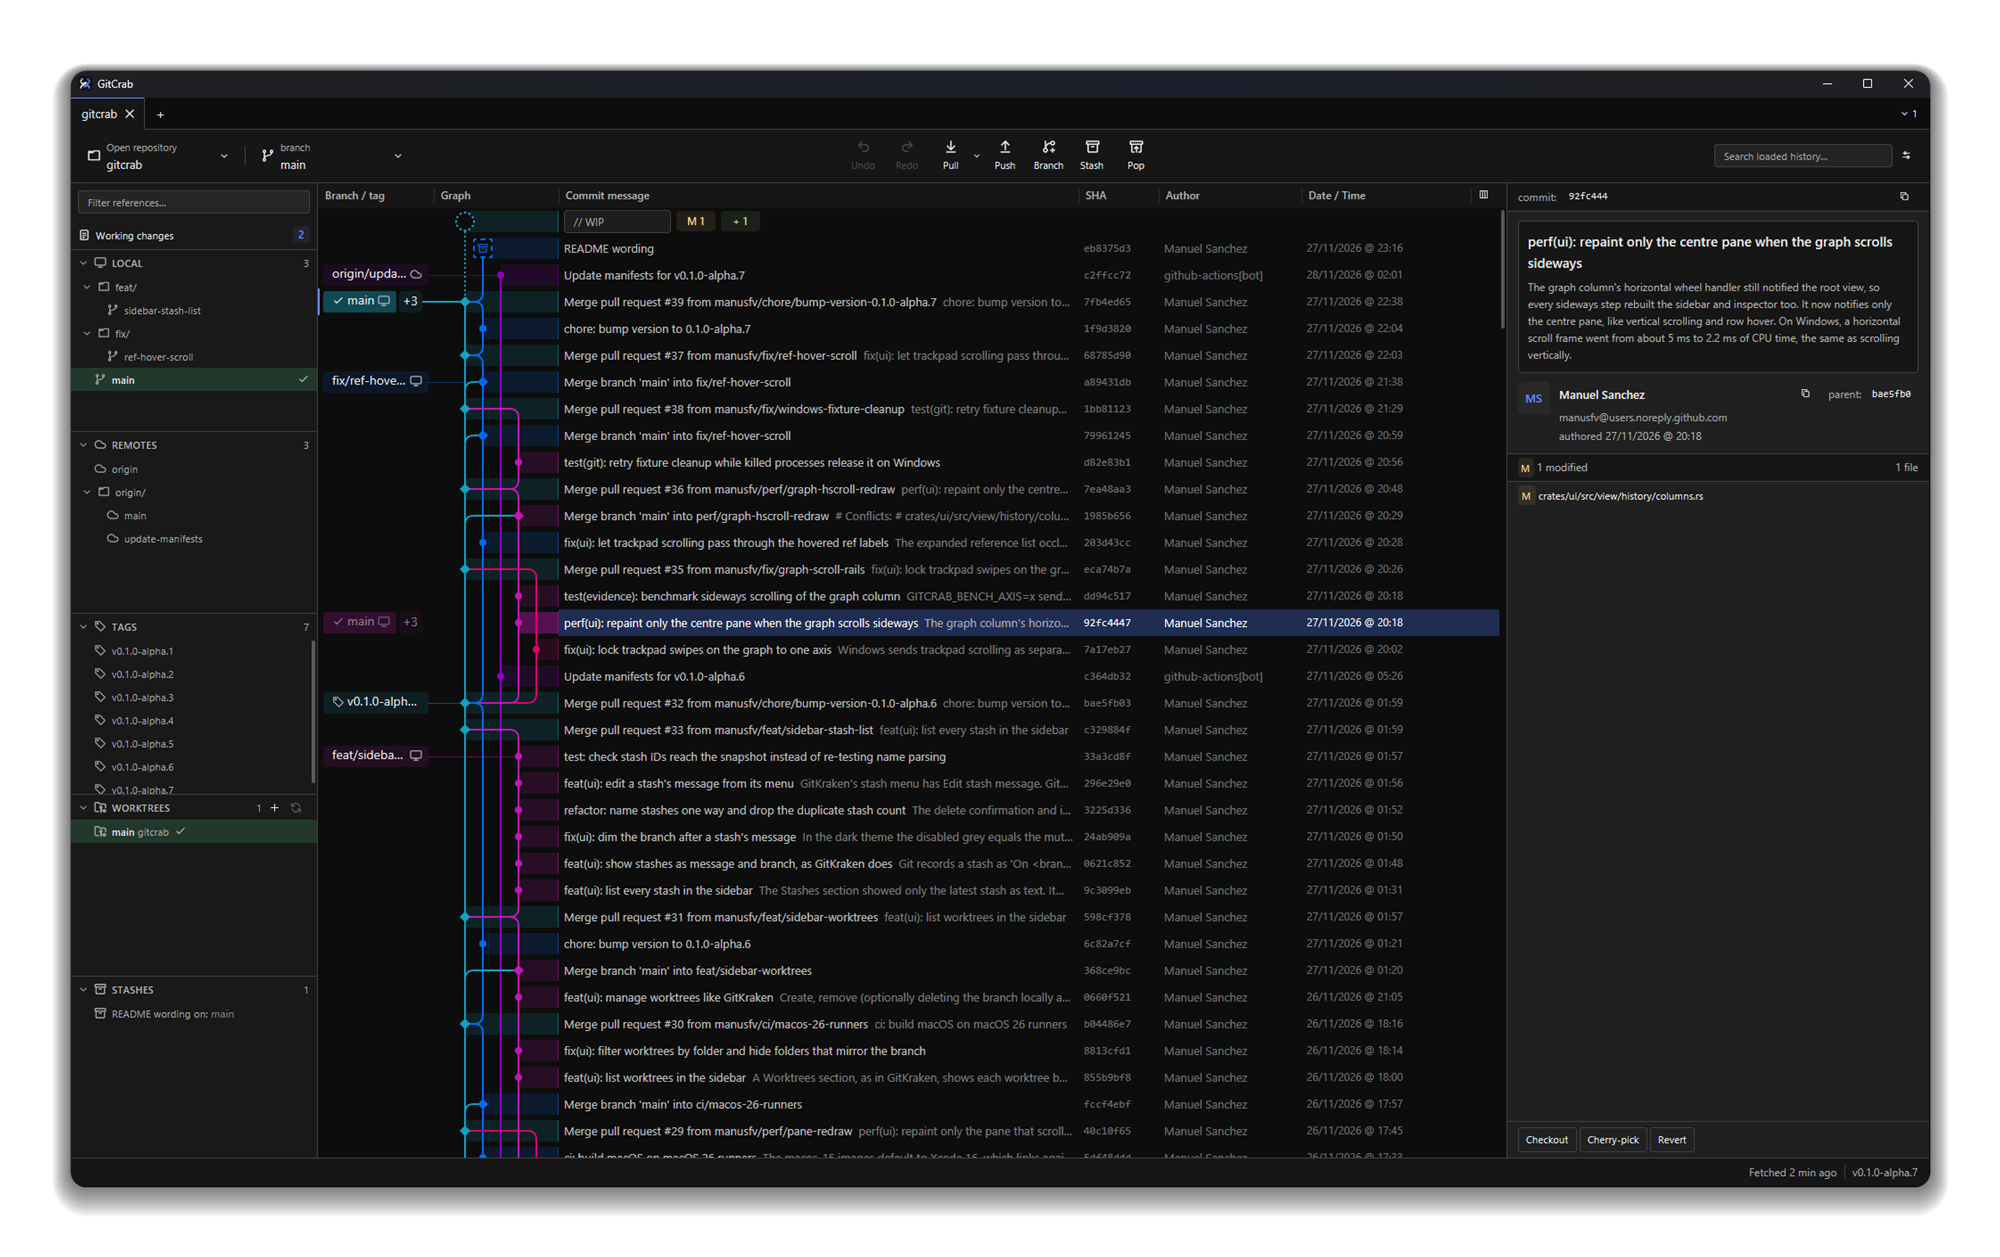 GitCrab
gitcrab
1
Open repository
gitcrab
branch
main
Undo
Redo
Pull
Push
Branch
Stash
Pop
Search loaded history...
Filter references...
Working changes 2
LOCAL 3
feat/
sidebar-stash-list
fix/
ref-hover-scroll
main
REMOTES 3
origin
origin/
main
update-manifests
TAGS 7
v0.1.0-alpha.1
v0.1.0-alpha.2
v0.1.0-alpha.3
v0.1.0-alpha.4
v0.1.0-alpha.5
v0.1.0-alpha.6
v0.1.0-alpha.7
WORKTREES 1 +
main gitcrab
STASHES 1
README wording on: main
Branch / tag Graph Commit message SHA Author Date / Time
// WIP M 1 + 1
README wording eb8375d3 Manuel Sanchez 27/11/2026 @ 23:16
origin/upda... Update manifests for v0.1.0-alpha.7 c2ffcc72 github-actions[bot] 28/11/2026 @ 02:01
main +3 Merge pull request #39 from manusfv/chore/bump-version-0.1.0-alpha.7 chore: bump version to... 7fb4ed65 Manuel Sanchez 27/11/2026 @ 22:38
chore: bump version to 0.1.0-alpha.7 1f9d3820 Manuel Sanchez 27/11/2026 @ 22:04
Merge pull request #37 from manusfv/fix/ref-hover-scroll fix(ui): let trackpad scrolling pass throu... 68785d90 Manuel Sanchez 27/11/2026 @ 22:03
fix/ref-hove... Merge branch 'main' into fix/ref-hover-scroll a89431db Manuel Sanchez 27/11/2026 @ 21:38
Merge pull request #38 from manusfv/fix/windows-fixture-cleanup test(git): retry fixture cleanup... 1bb81123 Manuel Sanchez 27/11/2026 @ 21:29
Merge branch 'main' into fix/ref-hover-scroll 79961245 Manuel Sanchez 27/11/2026 @ 20:59
test(git): retry fixture cleanup while killed processes release it on Windows d82e83b1 Manuel Sanchez 27/11/2026 @ 20:56
Merge pull request #36 from manusfv/perf/graph-hscroll-redraw perf(ui): repaint only the centre... 7ea48aa3 Manuel Sanchez 27/11/2026 @ 20:48
Merge branch 'main' into perf/graph-hscroll-redraw # Conflicts: # crates/ui/src/view/history/colu... 1985b656 Manuel Sanchez 27/11/2026 @ 20:29
fix(ui): let trackpad scrolling pass through the hovered ref labels The expanded reference list occl... 203d43cc Manuel Sanchez 27/11/2026 @ 20:28
Merge pull request #35 from manusfv/fix/graph-scroll-rails fix(ui): lock trackpad swipes on the gr... eca74b7a Manuel Sanchez 27/11/2026 @ 20:26
test(evidence): benchmark sideways scrolling of the graph column GITCRAB_BENCH_AXIS=x send... dd94c517 Manuel Sanchez 27/11/2026 @ 20:18
main +3 perf(ui): repaint only the centre pane when the graph scrolls sideways The graph column's horizo... 92fc4447 Manuel Sanchez 27/11/2026 @ 20:18
fix(ui): lock trackpad swipes on the graph to one axis Windows sends trackpad scrolling as separa... 7a17eb27 Manuel Sanchez 27/11/2026 @ 20:02
Update manifests for v0.1.0-alpha.6 c364db32 github-actions[bot] 27/11/2026 @ 05:26
v0.1.0-alph... Merge pull request #32 from manusfv/chore/bump-version-0.1.0-alpha.6 chore: bump version to... bae5fb03 Manuel Sanchez 27/11/2026 @ 01:59
Merge pull request #33 from manusfv/feat/sidebar-stash-list feat(ui): list every stash in the sidebar c329884f Manuel Sanchez 27/11/2026 @ 01:59
feat/sideba... test: check stash IDs reach the snapshot instead of re-testing name parsing 33a3cd8f Manuel Sanchez 27/11/2026 @ 01:57
feat(ui): edit a stash's message from its menu GitKraken's stash menu has Edit stash message. Git... 296e29e0 Manuel Sanchez 27/11/2026 @ 01:56
refactor: name stashes one way and drop the duplicate stash count The delete confirmation and i... 3225d336 Manuel Sanchez 27/11/2026 @ 01:52
fix(ui): dim the branch after a stash's message In the dark theme the disabled grey equals the mut... 24ab909a Manuel Sanchez 27/11/2026 @ 01:50
feat(ui): show stashes as message and branch, as GitKraken does Git records a stash as 'On <bran... 0621c852 Manuel Sanchez 27/11/2026 @ 01:48
feat(ui): list every stash in the sidebar The Stashes section showed only the latest stash as text. It... 9c3099eb Manuel Sanchez 27/11/2026 @ 01:31
Merge pull request #31 from manusfv/feat/sidebar-worktrees feat(ui): list worktrees in the sidebar 598cf378 Manuel Sanchez 27/11/2026 @ 01:57
chore: bump version to 0.1.0-alpha.6 6c82a7cf Manuel Sanchez 27/11/2026 @ 01:21
Merge branch 'main' into feat/sidebar-worktrees 368ce9bc Manuel Sanchez 27/11/2026 @ 01:20
feat(ui): manage worktrees like GitKraken Create, remove (optionally deleting the branch locally a... 0660f521 Manuel Sanchez 26/11/2026 @ 21:05
Merge pull request #30 from manusfv/ci/macos-26-runners ci: build macOS on macOS 26 runners b04486e7 Manuel Sanchez 26/11/2026 @ 18:16
fix(ui): filter worktrees by folder and hide folders that mirror the branch 8813cfd1 Manuel Sanchez 26/11/2026 @ 18:14
feat(ui): list worktrees in the sidebar A Worktrees section, as in GitKraken, shows each worktree b... 855b9bf8 Manuel Sanchez 26/11/2026 @ 18:00
Merge branch 'main' into ci/macos-26-runners fccf4ebf Manuel Sanchez 26/11/2026 @ 17:57
Merge pull request #29 from manusfv/perf/pane-redraw perf(ui): repaint only the pane that scroll... 40c10f65 Manuel Sanchez 26/11/2026 @ 17:45
ci: build macOS on macOS 26 runners The macos-15 images default to Xcode 16, which links agai... Manuel Sanchez 26/11/2026 @ 17:33
commit: 92fc444
perf(ui): repaint only the centre pane when the graph scrolls
sideways
The graph column's horizontal wheel handler still notified the root view, so
every sideways step rebuilt the sidebar and inspector too. It now notifies only
the centre pane, like vertical scrolling and row hover. On Windows, a horizontal
scroll frame went from about 5 ms to 2.2 ms of CPU time, the same as scrolling
vertically.
MS Manuel Sanchez parent: bae5fb0
manusfv@users.noreply.github.com
authored 27/11/2026 @ 20:18
M 1 modified 1 file
M crates/ui/src/view/history/columns.rs
Checkout Cherry-pick Revert
Fetched 2 min ago v0.1.0-alpha.7